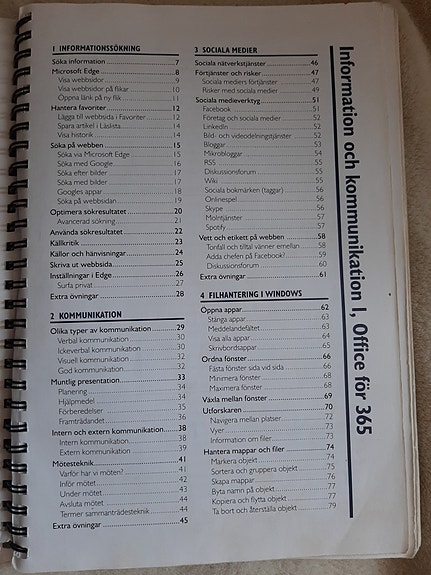 Information och kommunikation 1, Office för 365
1 INFORMATIONSSÖKNING
Söka information 7
Microsoft Edge 8
Visa webbsidor 9
Visa webbsidor på flikar 10
Öppna länk på ny flik 11
Hantera favoriter 12
Lägga till webbsida i Favoriter 12
Spara artikel i Läslista 14
Visa historik 14
Söka på webben 15
Söka via Microsoft Edge 15
Söka med Google 16
Söka efter bilder 17
Söka med bilder 17
Googles appar 18
Söka på webbsidan 19
Optimera sökresultatet 20
Avancerad sökning 21
Använda sökresultatet 22
Källkritik 23
Källor och hänvisningar 24
Skriva ut webbsida 25
Inställningar i Edge 26
Surfa privat 27
Extra övningar 28
2 KOMMUNIKATION
Olika typer av kommunikation 29
Verbal kommunikation 30
Ickeverbal kommunikation 30
Visuell kommunikation 32
God kommunikation 32
Muntlig presentation 33
Planering 34
Hjälpmedel 34
Förberedelser 35
Framträdandet 36
Intern och extern kommunikation 38
Intern kommunikation 38
Extern kommunikation 39
Mötesteknik 41
Varför har vi möten? 41
Inför mötet 42
Under mötet 43
Avsluta mötet 44
Termer sammanträdesteknik 44
Extra övningar 45
3 SOCIALA MEDIER
Sociala nätverkstjänster 46
Förtjänster och risker 47
Sociala mediers förtjänster 47
Risker med sociala medier 49
Sociala medieverktyg 51
Facebook 51
Företag och sociala medier 52
LinkedIn 52
Bild- och videodelningstjänster 52
Bloggar 53
Mikrobloggar 54
RSS 55
Diskussionsforum 55
Wiki 55
Sociala bokmärken (taggar) 56
Onlinespel 56
Skype 56
Molntjänster 57
Spotify 57
Vett och etikett på webben 58
Tonfall och tilltal vänner emellan 58
Adda chefen på Facebook? 59
Diskussionsforum 60
Extra övningar 61
4 FILHANTERING I WINDOWS
Öppna appar 62
Stänga appar 63
Meddelandefältet 63
Visa alla appar 64
Skrivbordsappar 65
Ordna fönster 66
Fästa fönster sida vid sida 66
Minimera fönster 68
Maximera fönster 68
Växla mellan fönster 69
Utforskaren 70
Navigera mellan platser 72
Vyer 73
Information om filer 73
Hantera mappar och filer 74
Markera objekt 74
Sortera och gruppera objekt 75
Skapa mappar 76
Byta namn på objekt 77
Kopiera och flytta objekt 77
Ta bort och återställa objekt 79